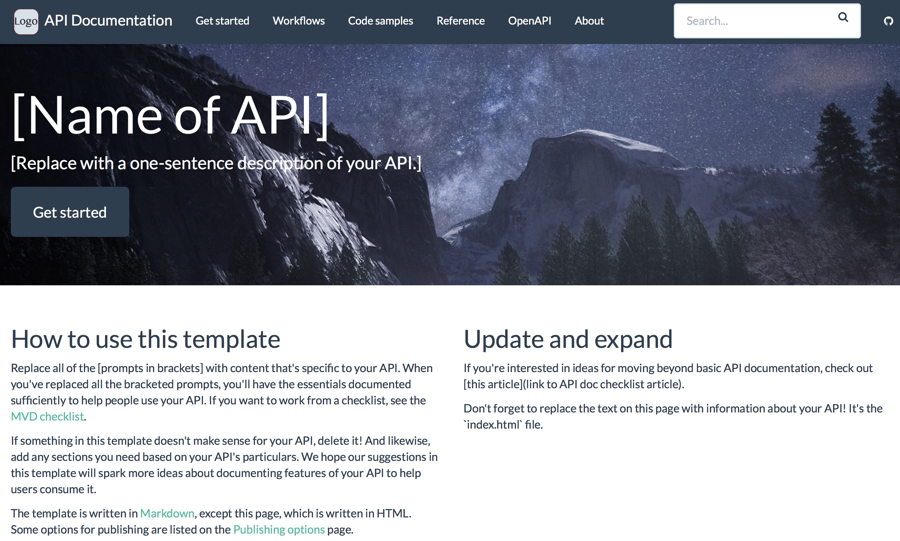 Logo API Documentation Get started Workflows Code samples Reference OpenAPI About Search...
[Name of API]
[Replace with a one-sentence description of your API.]
Get started
How to use this template
Replace all of the [prompts in brackets] with content that's specific to your API. When
you've replaced all the bracketed prompts, you'll have the essentials documented
sufficiently to help people use your API. If you want to work from a checklist, see the
MVD checklist.
If something in this template doesn't make sense for your API, delete it! And likewise,
add any sections you need based on your API's particulars. We hope our suggestions in
this template will spark more ideas about documenting features of your API to help
users consume it.
The template is written in Markdown, except this page, which is written in HTML.
Some options for publishing are listed on the Publishing options page.
Update and expand
If you're interested in ideas for moving beyond basic API documentation, check out
[this article](link to API doc checklist article).
Don't forget to replace the text on this page with information about your API! It's the
`index.html` file.